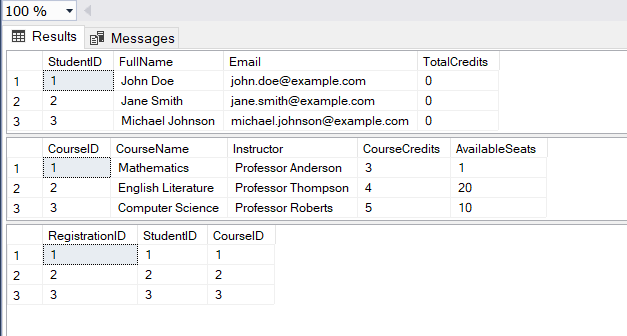 100 %
Results Messages
StudentID FullName Email TotalCredits
1 1 John Doe john.doe@example.com 0
2 2 Jane Smith jane.smith@example.com 0
3 3 Michael Johnson michael.johnson@example.com 0
CourseID CourseName Instructor CourseCredits AvailableSeats
1 1 Mathematics Professor Anderson 3 1
2 2 English Literature Professor Thompson 4 20
3 3 Computer Science Professor Roberts 5 10
RegistrationID StudentID CourseID
1 1 1 1
2 2 2 2
3 3 3 3